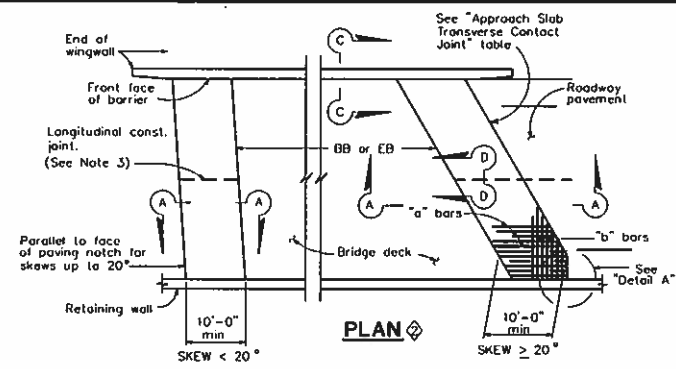 End of
wingwall
Front face
of barrier
Longitudinal const.
joint.
(See Note 3)
A
A
Parallel to face
of paving notch for
skews up to 20°
Retaining wall
10'-0"
min
SKEW < 20°
C
C
BB or EB
Bridge deck
PLAN 2
See "Approach Slab
Transverse Contact
Joint" table
Roadway
pavement
D
D
A
A
"a" bars
"b" bars
See
"Detail A"
10'-0"
min
SKEW ≥ 20°